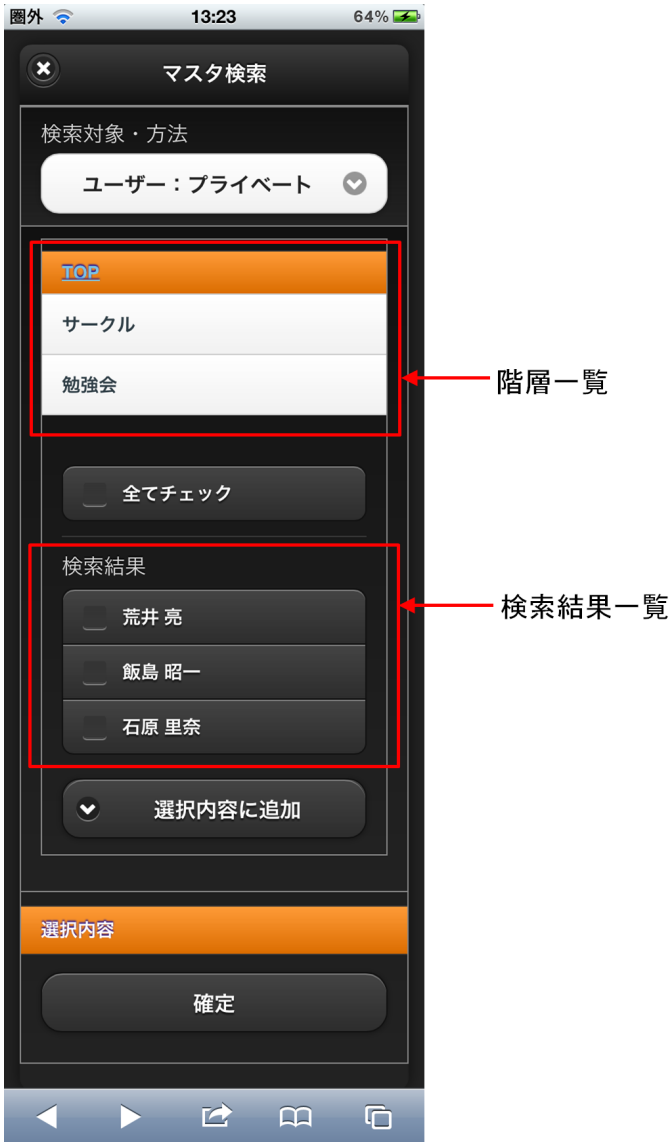 圏外 13:23 64%
マスタ検索
検索対象・方法
ユーザー：プライベート
TOP
サークル
勉強会
階層一覧
全てチェック
検索結果
荒井 亮
検索結果一覧
飯島 昭一
石原 里奈
選択内容に追加
選択内容
確定